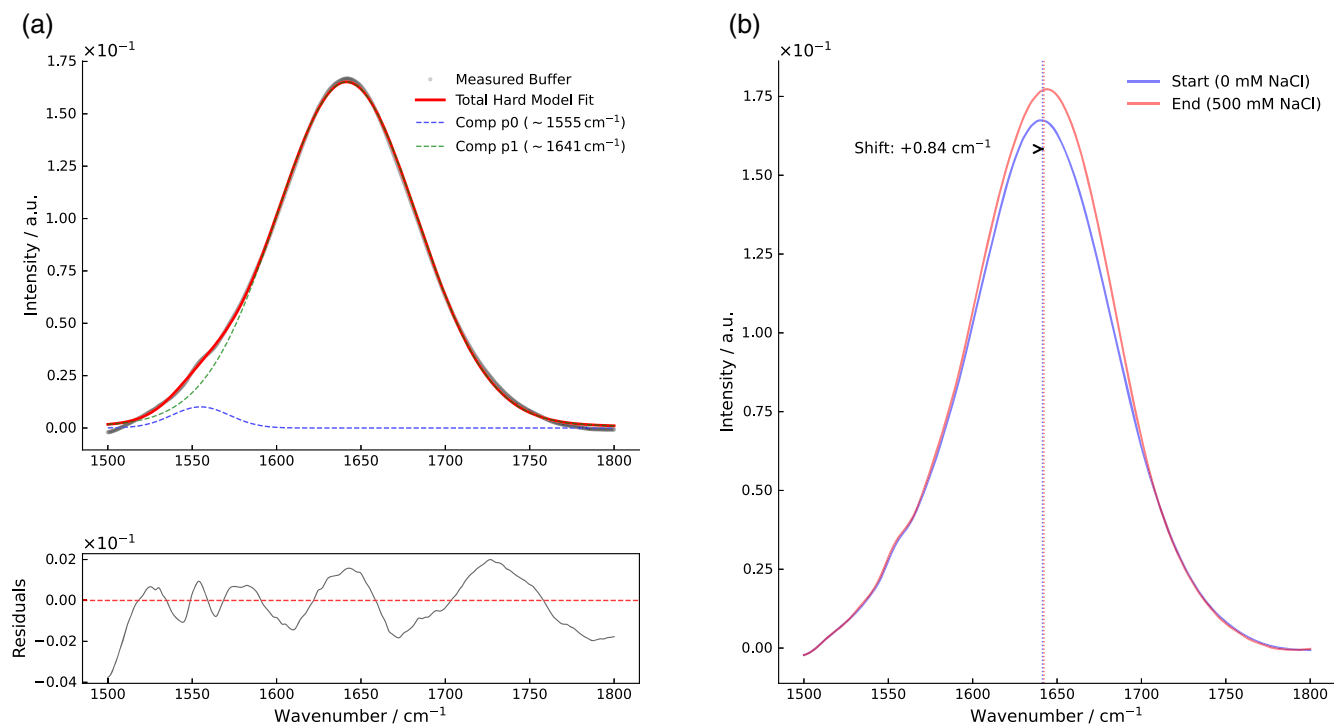 (a)
×10⁻¹
1.75
1.50
1.25
1.00
0.75
0.50
0.25
0.00
Intensity / a.u.
Measured Buffer
Total Hard Model Fit
Comp p0 (∼1555 cm⁻¹)
Comp p1 (∼1641 cm⁻¹)
1500 1550 1600 1650 1700 1750 1800
×10⁻¹
0.02
0.00
−0.02
−0.04
Residuals
1500 1550 1600 1650 1700 1750 1800
Wavenumber / cm⁻¹
(b)
×10⁻¹
1.75
1.50
1.25
1.00
0.75
0.50
0.25
0.00
Intensity / a.u.
Start (0 mM NaCl)
End (500 mM NaCl)
Shift: +0.84 cm⁻¹
1500 1550 1600 1650 1700 1750 1800
Wavenumber / cm⁻¹